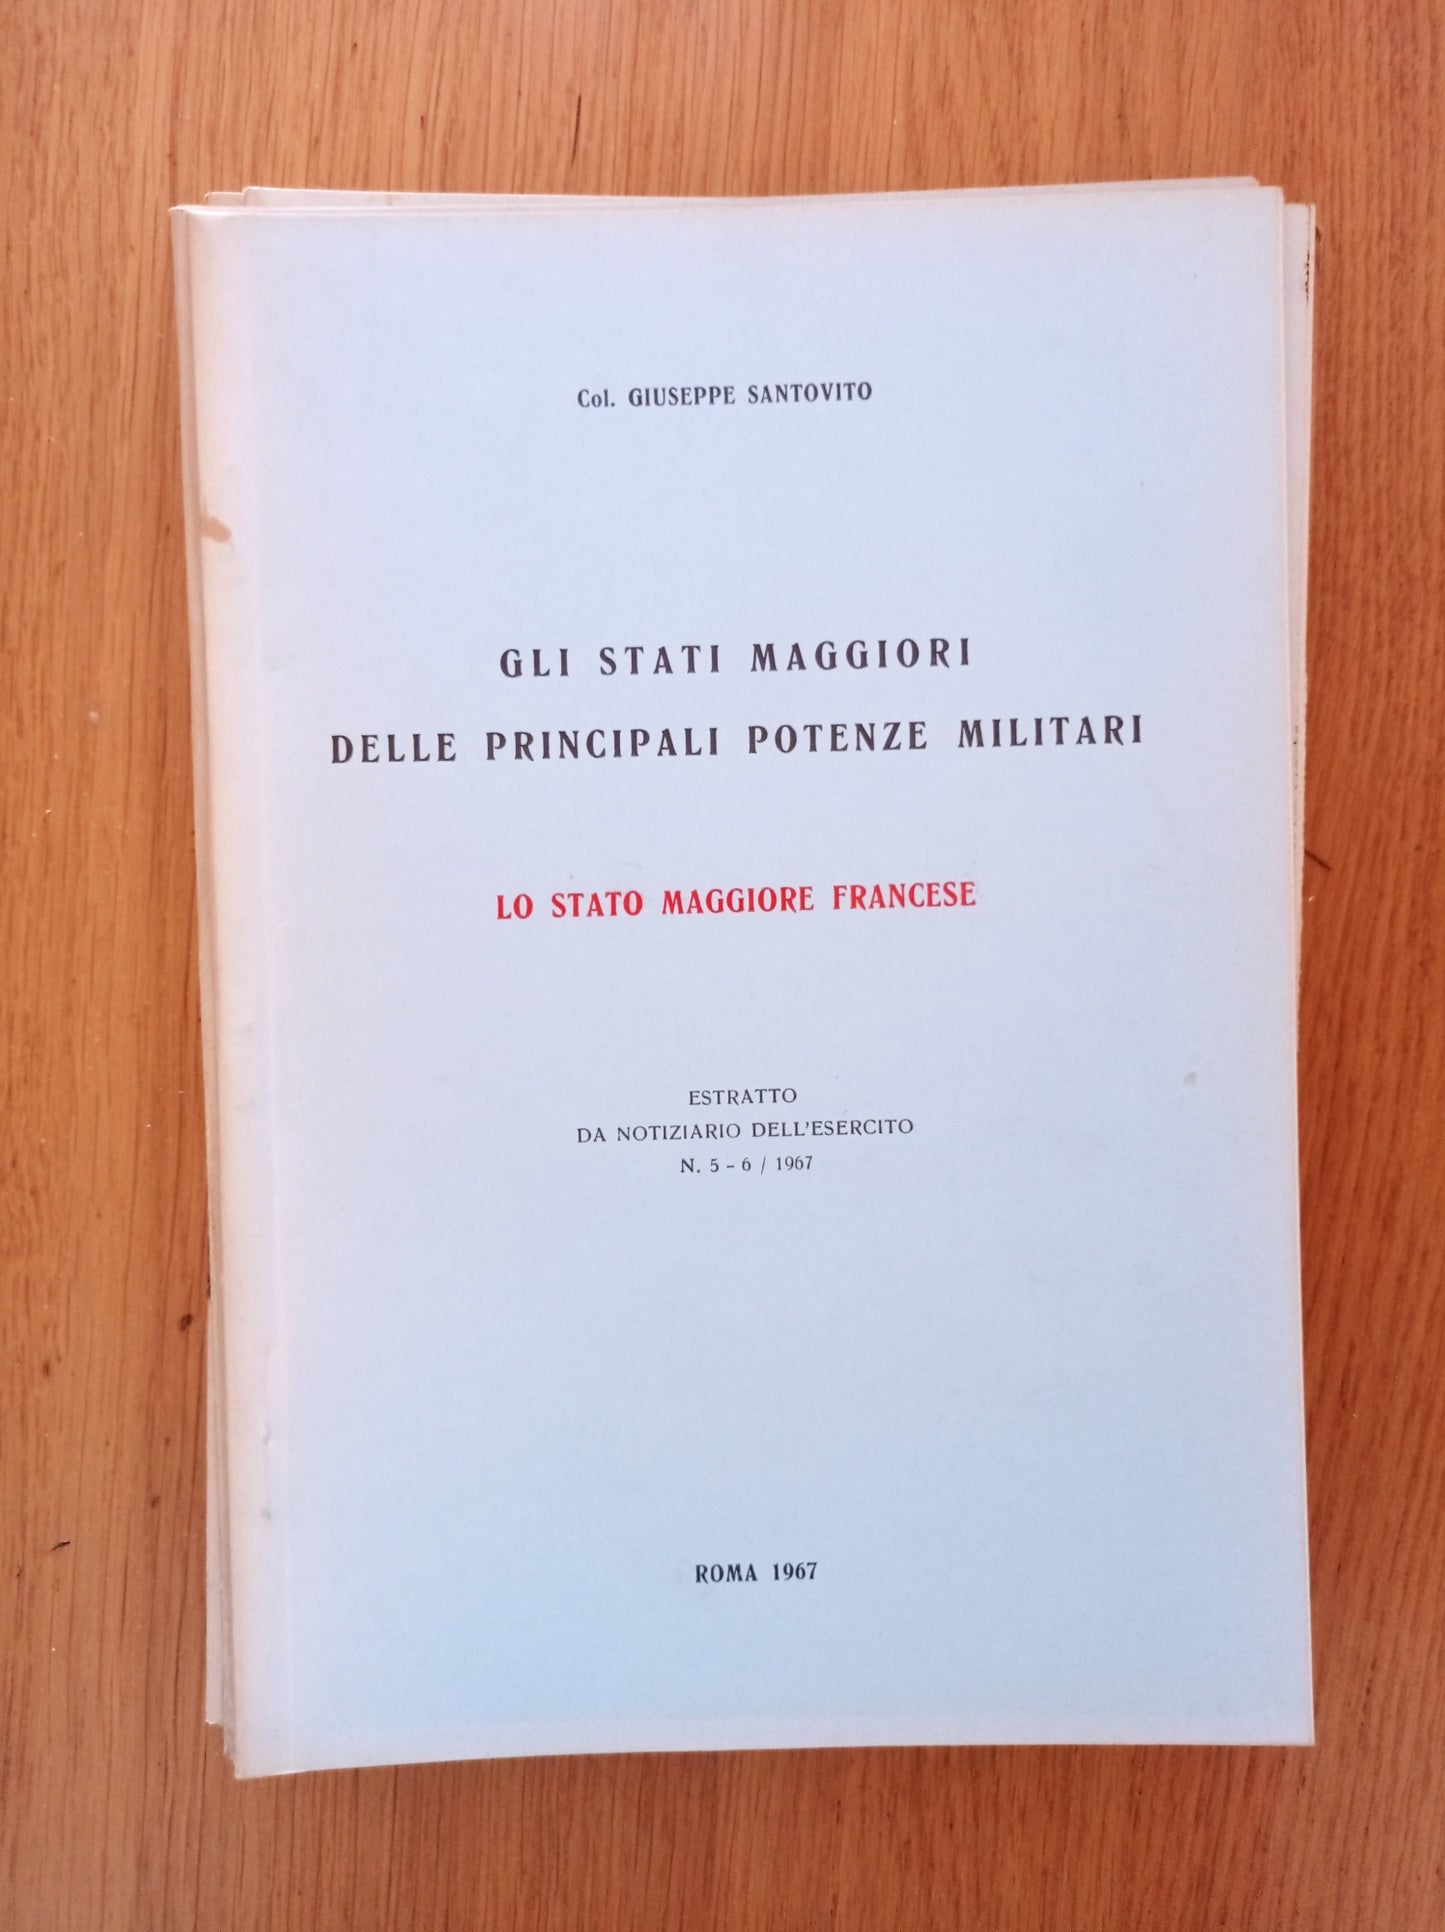 Col. GIUSEPPE SANTOVITO
GLI STATI MAGGIORI
DELLE PRINCIPALI POTENZE MILITARI
LO STATO MAGGIORE FRANCESE
ESTRATTO
DA NOTIZIARIO DELL'ESERCITO
N. 5 - 6 / 1967
ROMA 1967